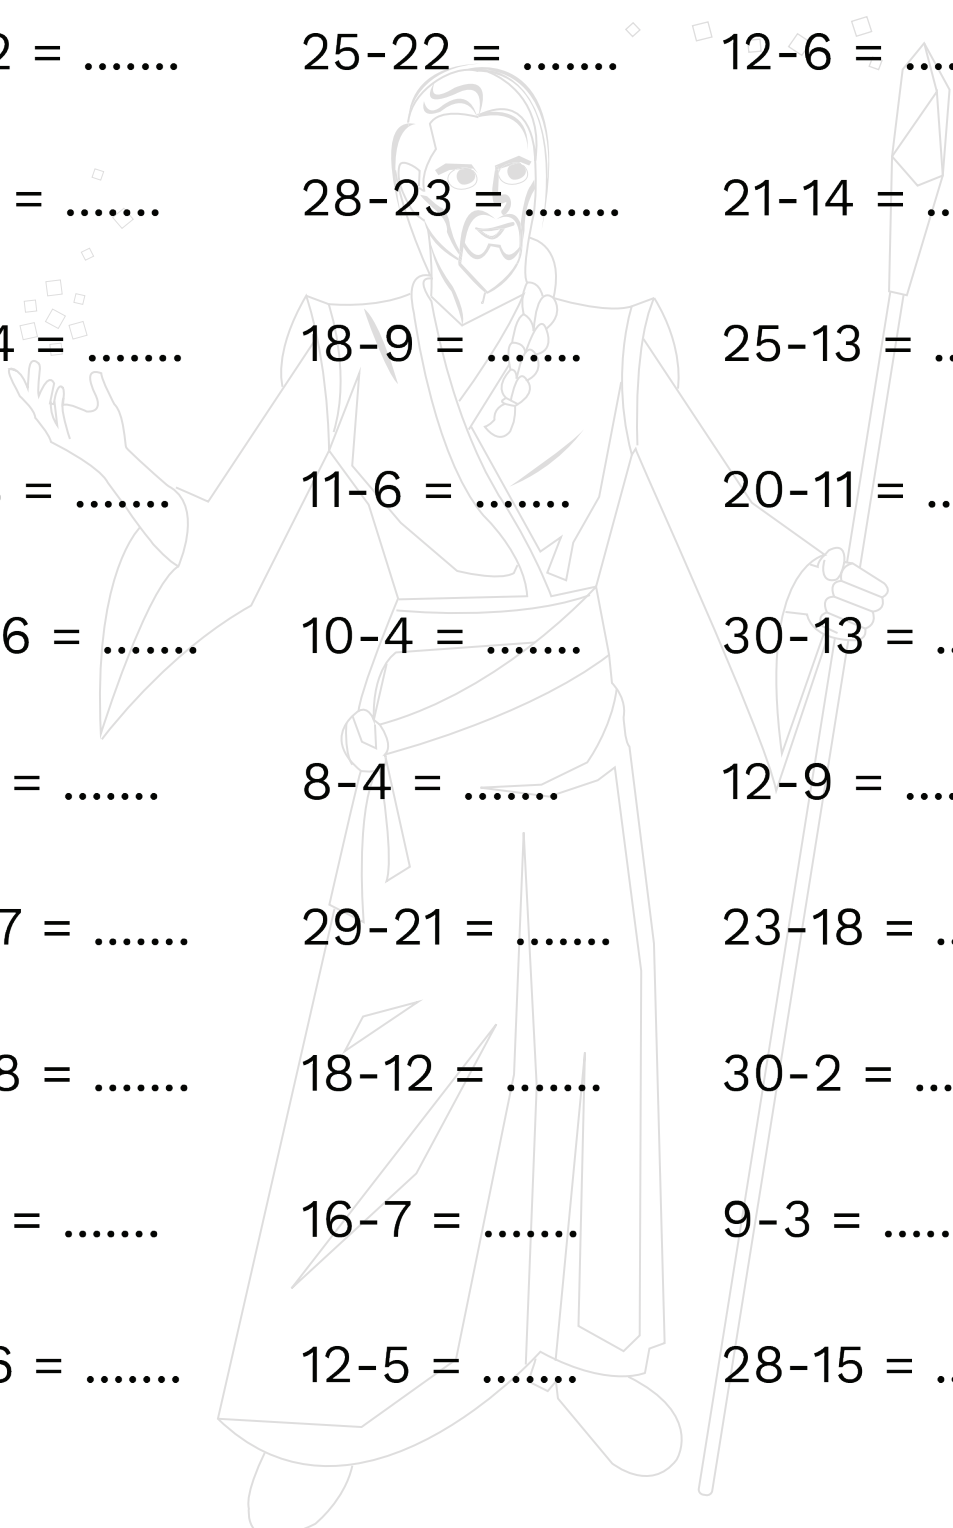 2 = ....... 25-22 = ....... 12-6 = ....
= ....... 28-23 = ....... 21-14 = ..
4 = ....... 18-9 = ....... 25-13 = ..
= ....... 11-6 = ....... 20-11 = ..
6 = ....... 10-4 = ....... 30-13 = ..
= ....... 8-4 = ....... 12-9 = ....
7 = ....... 29-21 = ....... 23-18 = ..
8 = ....... 18-12 = ....... 30-2 = ...
= ....... 16-7 = ....... 9-3 = .....
6 = ....... 12-5 = ....... 28-15 = ..